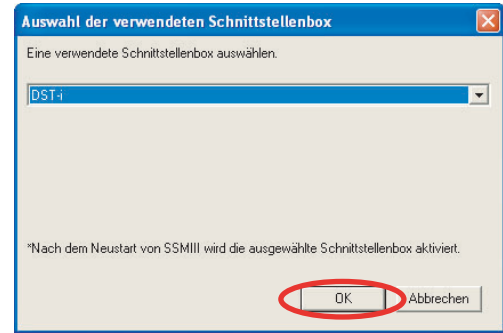 Auswahl der verwendeten Schnittstellenbox
Eine verwendete Schnittstellenbox auswählen.
DST-i
*Nach dem Neustart von SSMIII wird die ausgewählte Schnittstellenbox aktiviert.
OK Abbrechen